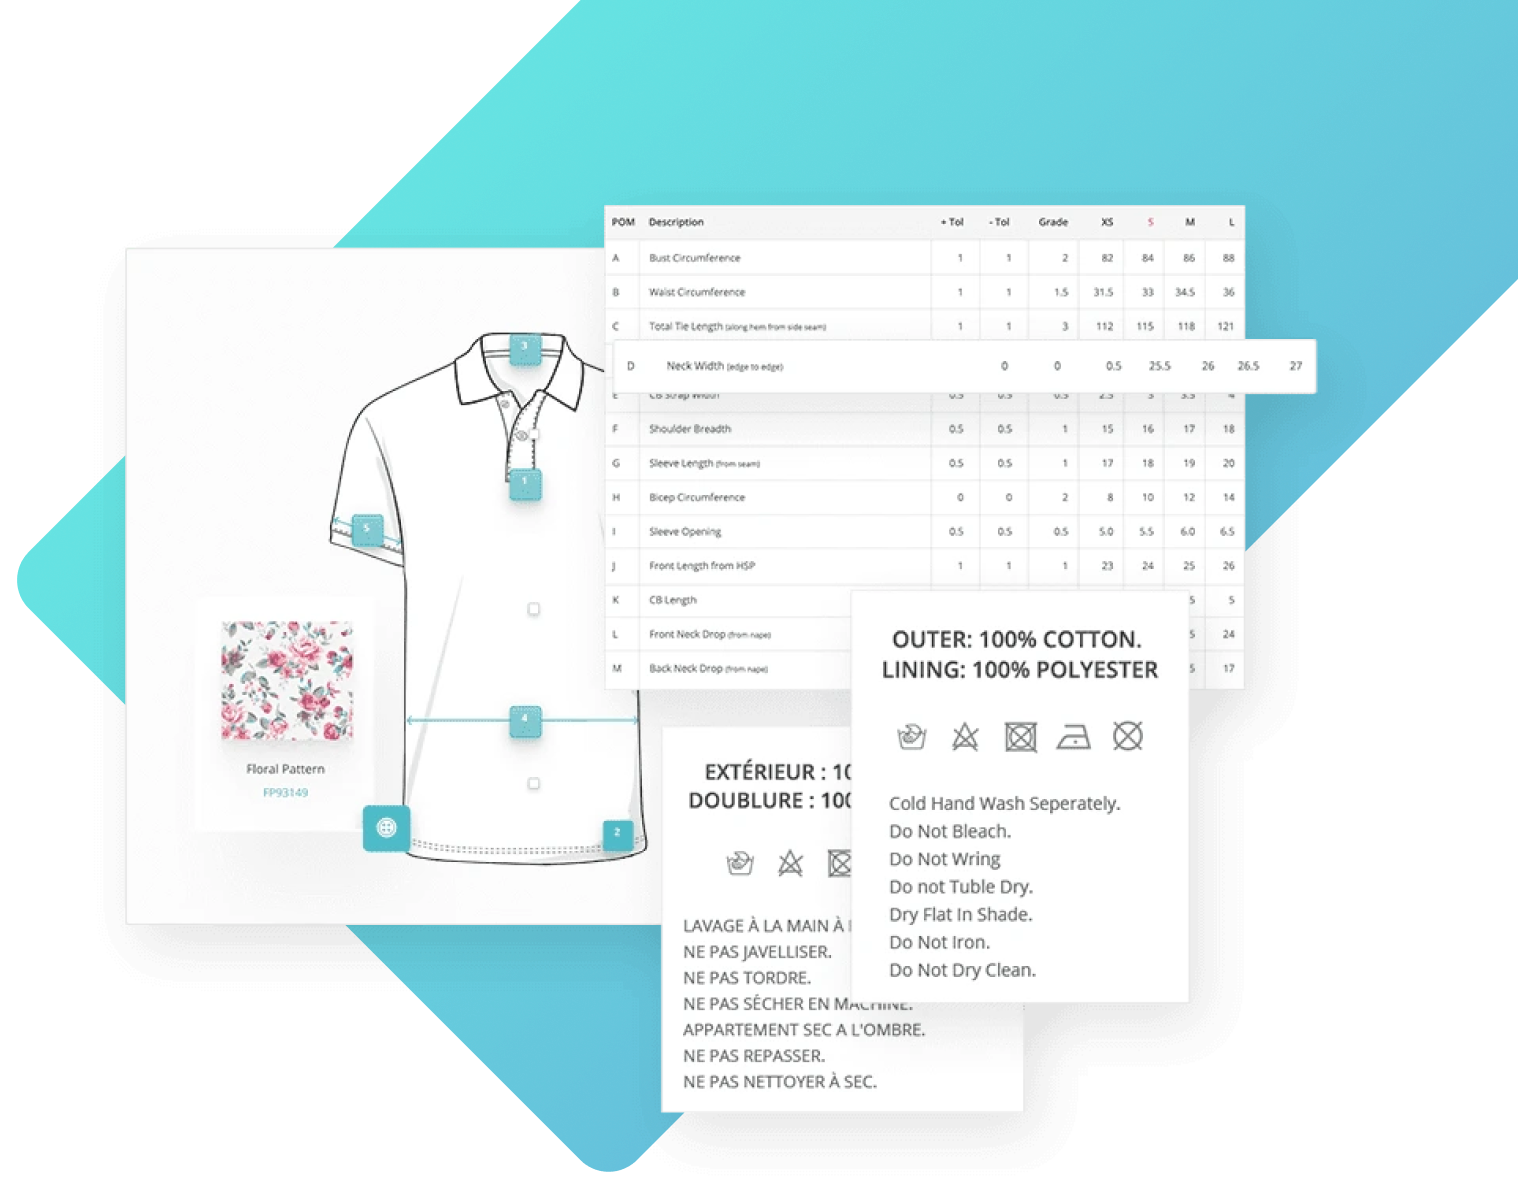 POM Description + Tol - Tol Grade XS S M L
A Bust Circumference 1 1 2 82 84 86 88
B Waist Circumference 1 1 1.5 31.5 33 34.5 36
C Total Tie Length (along hem from side seam) 1 1 3 112 115 118 121
D Neck Width (edge to edge) 0 0 0.5 25.5 26 26.5 27
E CB Strap Width 0.5 0.5 0.5 2.5 3 3.5 4
F Shoulder Breadth 0.5 0.5 1 15 16 17 18
G Sleeve Length (from seam) 0.5 0.5 1 17 18 19 20
H Bicep Circumference 0 0 2 8 10 12 14
I Sleeve Opening 0.5 0.5 0.5 5.0 5.5 6.0 6.5
J Front Length from HSP 1 1 1 23 24 25 26
K CB Length 5 5
L Front Neck Drop (from nape) 5 24
M Back Neck Drop (from nape) 5 17
3
1
5
4
2
Floral Pattern
FP93149
OUTER: 100% COTTON.
LINING: 100% POLYESTER
Cold Hand Wash Seperately.
Do Not Bleach.
Do Not Wring
Do not Tuble Dry.
Dry Flat In Shade.
Do Not Iron.
Do Not Dry Clean.
EXTÉRIEUR : 10
DOUBLURE : 100
LAVAGE À LA MAIN À
NE PAS JAVELLISER.
NE PAS TORDRE.
NE PAS SÉCHER EN MACHINE.
APPARTEMENT SEC A L'OMBRE.
NE PAS REPASSER.
NE PAS NETTOYER À SEC.